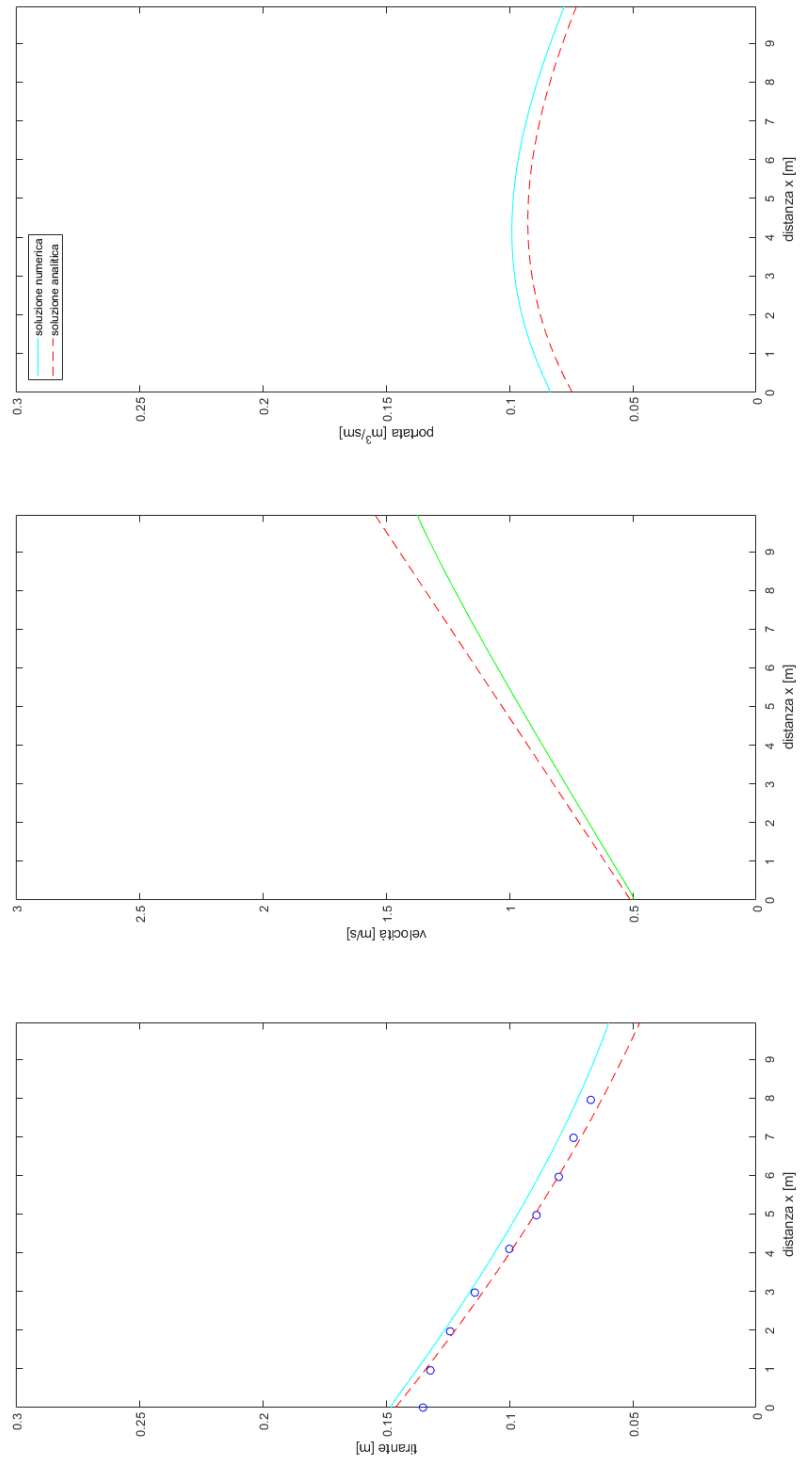 0.3
0.25
0.2
0.15
0.1
0.05
0
tirante [m]
0 1 2 3 4 5 6 7 8 9
distanza x [m]
3
2.5
2
1.5
1
0.5
0
velocità [m/s]
0 1 2 3 4 5 6 7 8 9
distanza x [m]
0.3
0.25
0.2
0.15
0.1
0.05
0
portata [m³/sm]
soluzione numerica
soluzione analitica
0 1 2 3 4 5 6 7 8 9
distanza x [m]